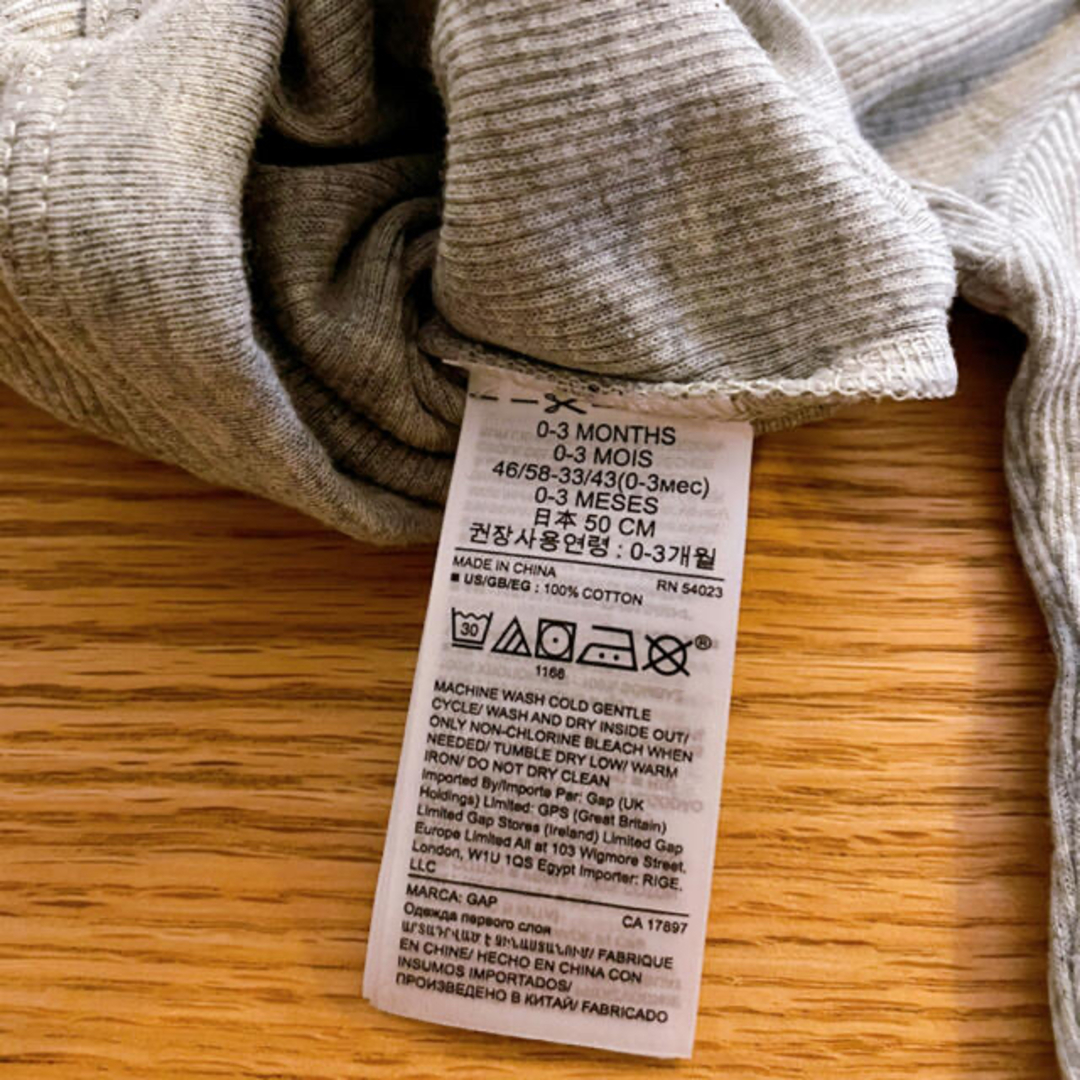 0-3 MONTHS
0-3 MOIS
46/58-33/43(0-3мес)
0-3 MESES
日本 50 CM
권장사용연령 : 0-3개월
MADE IN CHINA
RN 54023
■ US/GB/EG : 100% COTTON
30
®
1166
MACHINE WASH COLD GENTLE
CYCLE/ WASH AND DRY INSIDE OUT/
ONLY NON-CHLORINE BLEACH WHEN
NEEDED/ TUMBLE DRY LOW/ WARM
IRON/ DO NOT DRY CLEAN
Imported By/Importe Par: Gap (UK
Holdings) Limited: GPS (Great Britain)
Limited Gap Stores (Ireland) Limited Gap
Europe Limited All at 103 Wigmore Street,
London, W1U 1QS Egypt Importer: RIGE,
LLC
MARCA: GAP
CA 17897
Одежда первого слоя
ԱՐՏԱԴՐՎԱԾ Է ՉԻՆԱՍՏԱՆՈՒՄ/ FABRIQUE
EN CHINE/ HECHO EN CHINA CON
INSUMOS IMPORTADOS/
ПРОИЗВЕДЕНО В КИТАЙ/ FABRICADO